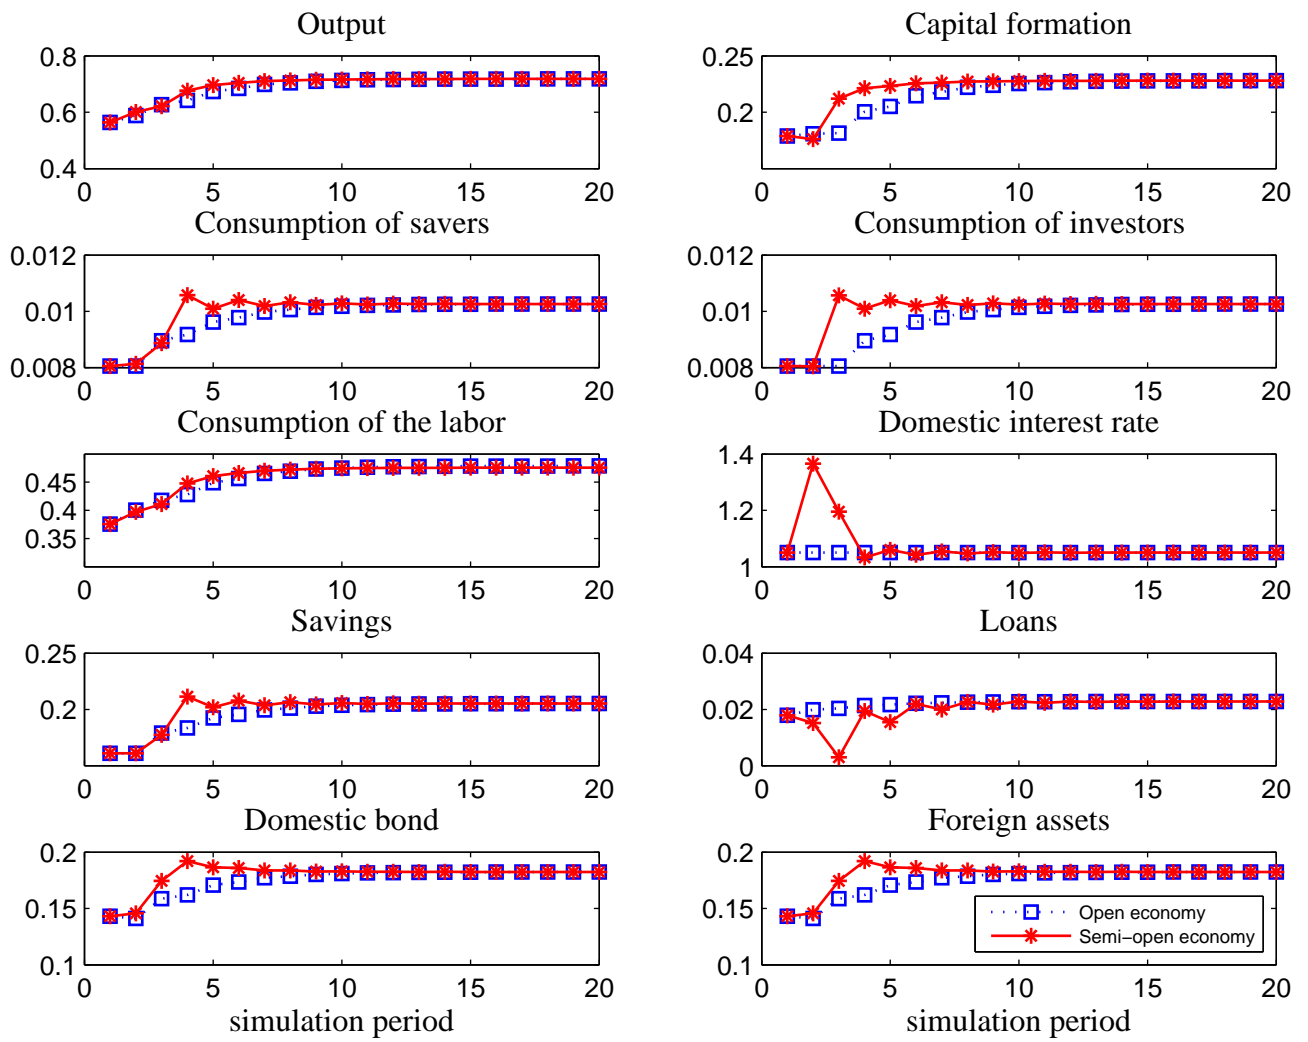 Output
0.8
0.6
0.4
0 5 10 15 20
Capital formation
0.25
0.2
0 5 10 15 20
Consumption of savers
0.012
0.01
0.008
0 5 10 15 20
Consumption of investors
0.012
0.01
0.008
0 5 10 15 20
Consumption of the labor
0.45
0.4
0.35
0 5 10 15 20
Domestic interest rate
1.4
1.2
1
0 5 10 15 20
Savings
0.25
0.2
0 5 10 15 20
Loans
0.04
0.02
0
0 5 10 15 20
Domestic bond
0.2
0.15
0.1
0 5 10 15 20
simulation period
Foreign assets
0.2
0.15
0.1
Open economy
Semi−open economy
0 5 10 15 20
simulation period